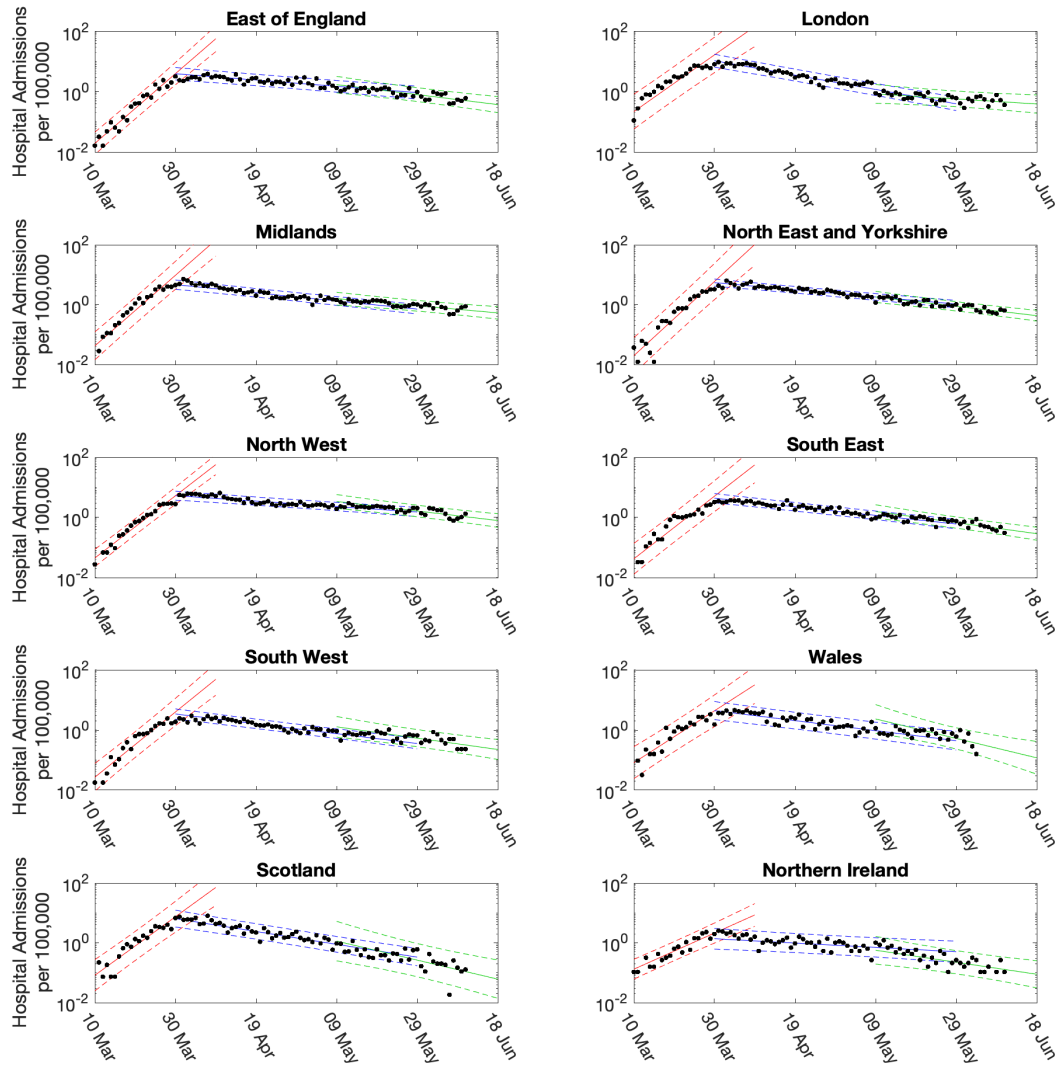 East of England
London
Hospital Admissions
per 100,000
10^2
10^0
10^-2
10 Mar
30 Mar
19 Apr
09 May
29 May
18 Jun
10^2
10^0
10^-2
10 Mar
30 Mar
19 Apr
09 May
29 May
18 Jun
Midlands
North East and Yorkshire
Hospital Admissions
per 100,000
10^2
10^0
10^-2
10 Mar
30 Mar
19 Apr
09 May
29 May
18 Jun
10^2
10^0
10^-2
10 Mar
30 Mar
19 Apr
09 May
29 May
18 Jun
North West
South East
Hospital Admissions
per 100,000
10^2
10^0
10^-2
10 Mar
30 Mar
19 Apr
09 May
29 May
18 Jun
10^2
10^0
10^-2
10 Mar
30 Mar
19 Apr
09 May
29 May
18 Jun
South West
Wales
Hospital Admissions
per 100,000
10^2
10^0
10^-2
10 Mar
30 Mar
19 Apr
09 May
29 May
18 Jun
10^2
10^0
10^-2
10 Mar
30 Mar
19 Apr
09 May
29 May
18 Jun
Scotland
Northern Ireland
Hospital Admissions
per 100,000
10^2
10^0
10^-2
10 Mar
30 Mar
19 Apr
09 May
29 May
18 Jun
10^2
10^0
10^-2
10 Mar
30 Mar
19 Apr
09 May
29 May
18 Jun